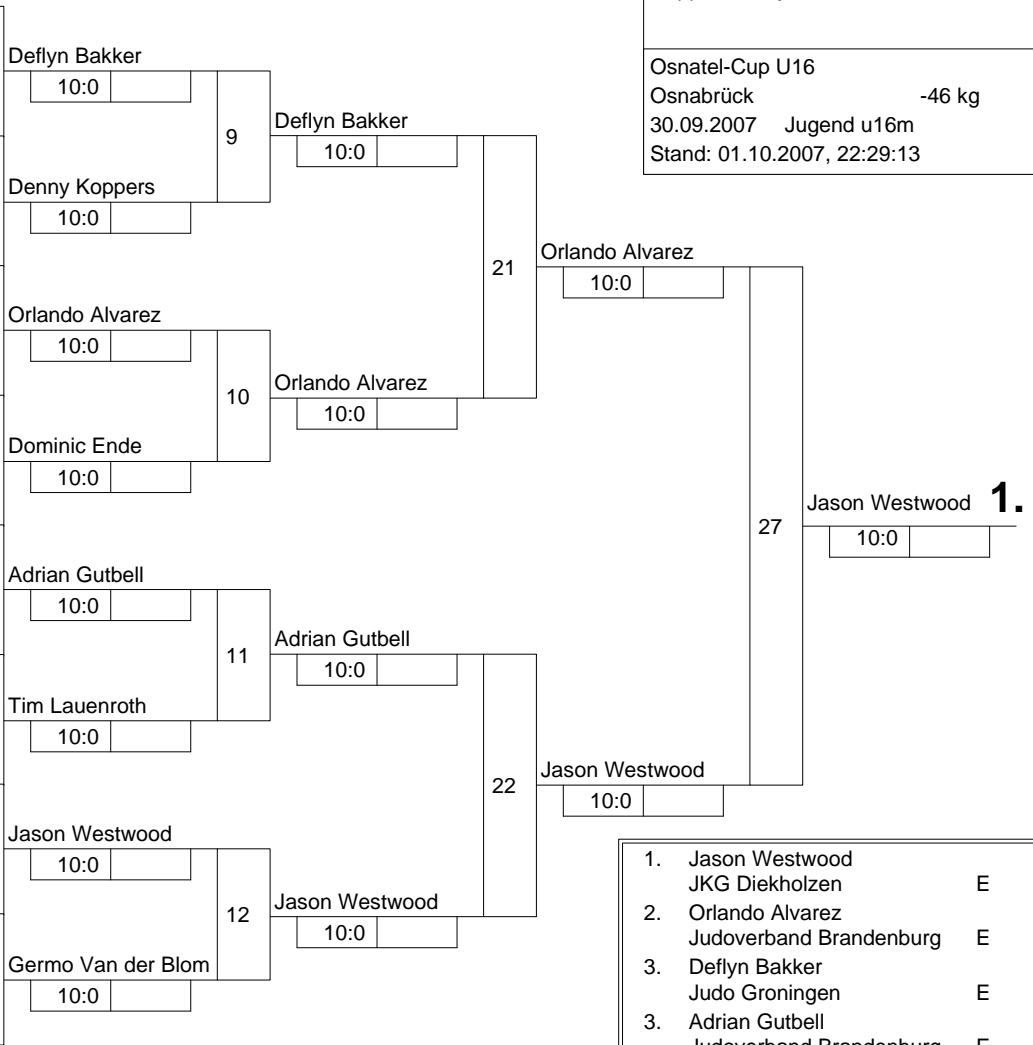 Osnatel-Cup U16
Osnabrück -46 kg
30.09.2007 Jugend u16m
Stand: 01.10.2007, 22:29:13
Deflyn Bakker
10:0
9
Deflyn Bakker
10:0
Denny Koppers
10:0
21
Orlando Alvarez
10:0
Orlando Alvarez
10:0
10
Orlando Alvarez
10:0
Dominic Ende
10:0
27
Jason Westwood 1.
10:0
Adrian Gutbell
10:0
11
Adrian Gutbell
10:0
Tim Lauenroth
10:0
22
Jason Westwood
10:0
Jason Westwood
10:0
12
Jason Westwood
10:0
Germo Van der Blom
10:0
1. Jason Westwood
JKG Diekholzen E
2. Orlando Alvarez
Judoverband Brandenburg E
3. Deflyn Bakker
Judo Groningen E
3. Adrian Gutbell
Judoverband Brandenburg E